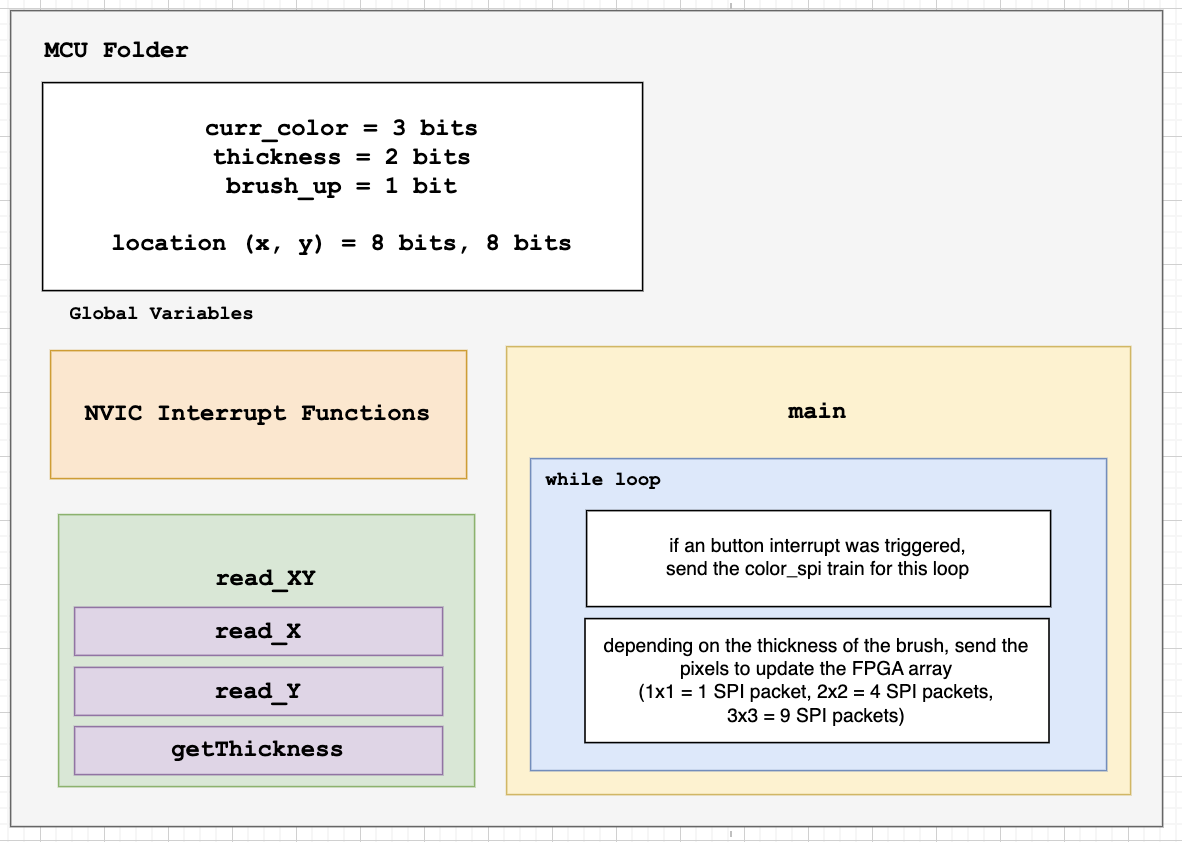 MCU Folder
curr_color = 3 bits
thickness = 2 bits
brush_up = 1 bit
location (x, y) = 8 bits, 8 bits
Global Variables
NVIC Interrupt Functions
read_XY
read_X
read_Y
getThickness
main
while loop
if an button interrupt was triggered,
send the color_spi train for this loop
depending on the thickness of the brush, send the
pixels to update the FPGA array
(1x1 = 1 SPI packet, 2x2 = 4 SPI packets,
3x3 = 9 SPI packets)